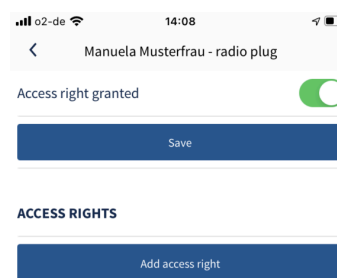 o2-de 14:08
Manuela Musterfrau - radio plug
Access right granted
Save
ACCESS RIGHTS
Add access right